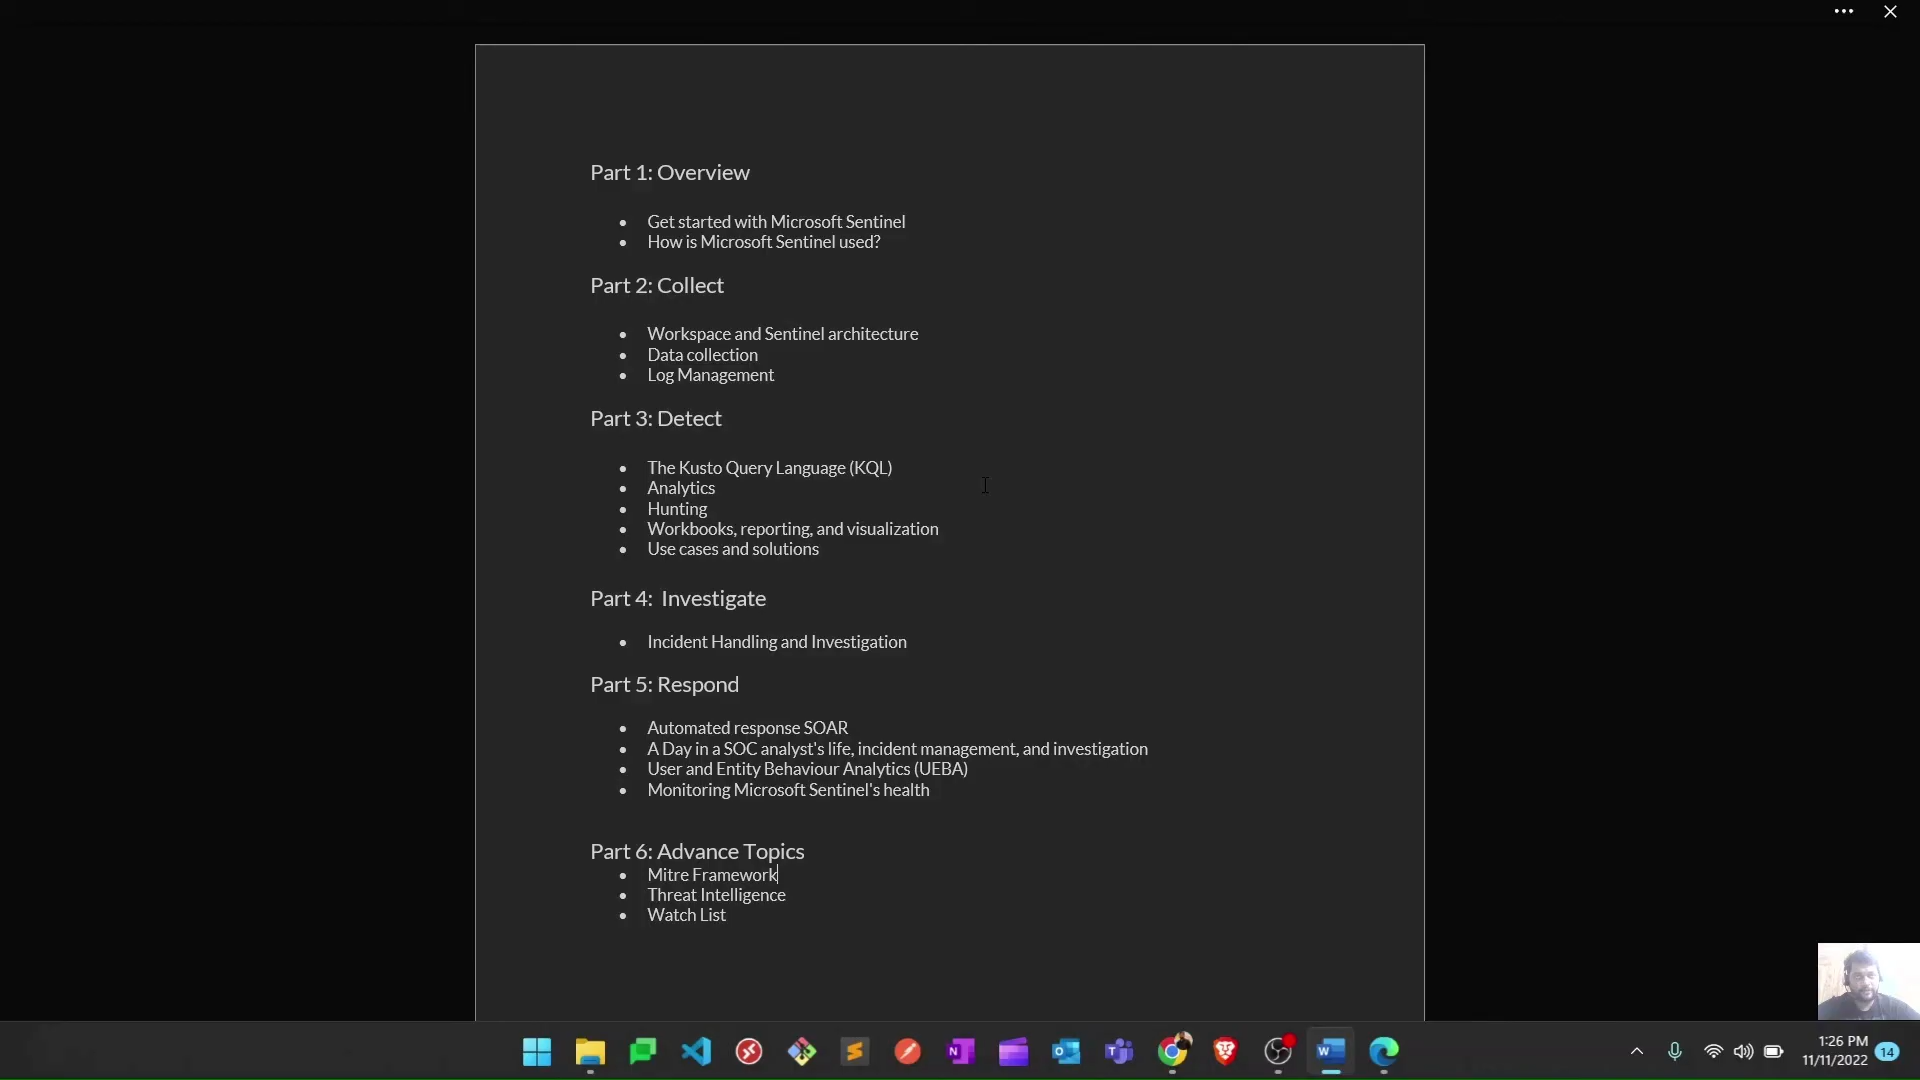 Part 1: Overview
• Get started with Microsoft Sentinel
• How is Microsoft Sentinel used?
Part 2: Collect
• Workspace and Sentinel architecture
• Data collection
• Log Management
Part 3: Detect
• The Kusto Query Language (KQL)
• Analytics
• Hunting
• Workbooks, reporting, and visualization
• Use cases and solutions
Part 4:  Investigate
• Incident Handling and Investigation
Part 5: Respond
• Automated response SOAR
• A Day in a SOC analyst's life, incident management, and investigation
• User and Entity Behaviour Analytics (UEBA)
• Monitoring Microsoft Sentinel's health
Part 6: Advance Topics
• Mitre Framework
• Threat Intelligence
• Watch List
1:26 PM
11/11/2022
14